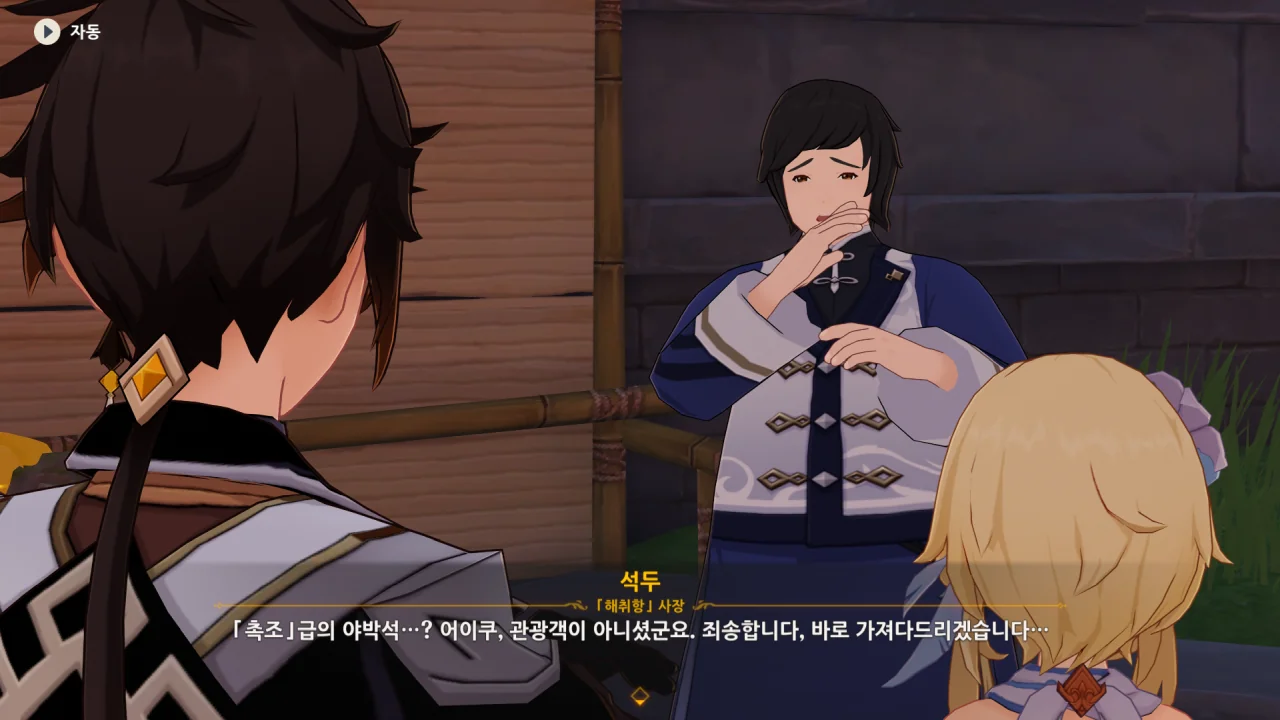 자동
석두
「해취항」 사장
「촉조」급의 야박석…? 어이쿠, 관광객이 아니셨군요. 죄송합니다, 바로 가져다드리겠습니다…